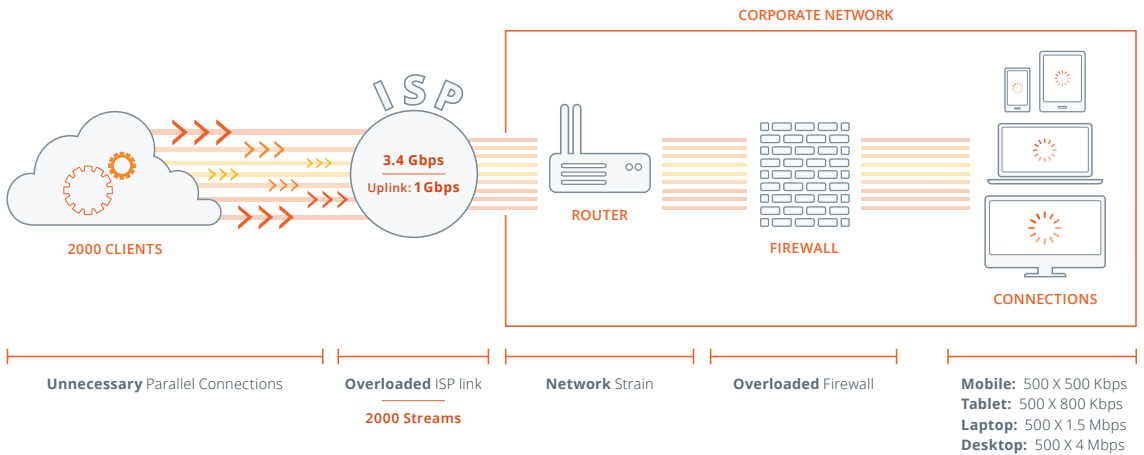 CORPORATE NETWORK
ISP
3.4 Gbps
Uplink: 1Gbps
2000 CLIENTS
ROUTER
FIREWALL
CONNECTIONS
Unnecessary Parallel Connections
Overloaded ISP link
2000 Streams
Network Strain
Overloaded Firewall
Mobile: 500 X 500 Kbps
Tablet: 500 X 800 Kbps
Laptop: 500 X 1.5 Mbps
Desktop: 500 X 4 Mbps